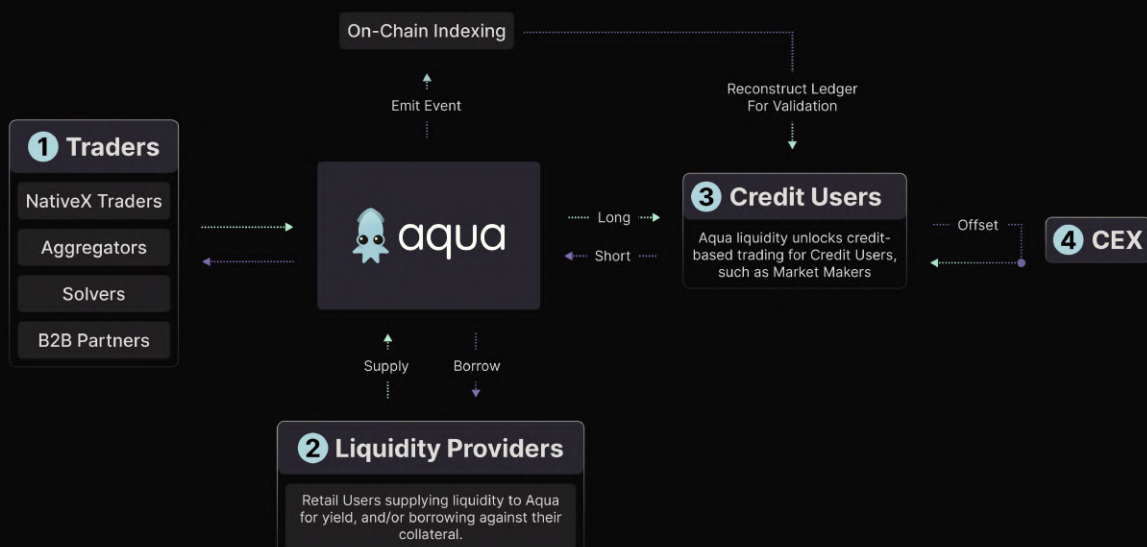 On-Chain Indexing
Emit Event
Reconstruct Ledger
For Validation
1 Traders
NativeX Traders
Aggregators
Solvers
B2B Partners
aqua
Long
Short
3 Credit Users
Aqua liquidity unlocks credit-
based trading for Credit Users,
such as Market Makers
Offset
4 CEX
Supply
Borrow
2 Liquidity Providers
Retail Users supplying liquidity to Aqua
for yield, and/or borrowing against their
collateral.